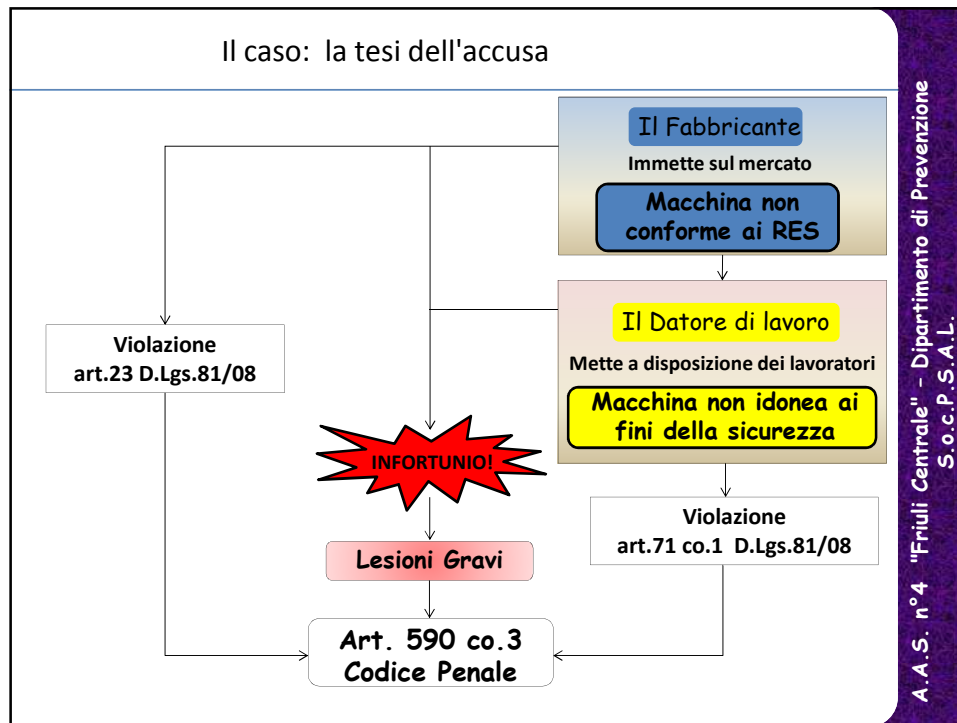 Il caso: la tesi dell'accusa
Il Fabbricante
Immette sul mercato
Macchina non
conforme ai RES
Il Datore di lavoro
Mette a disposizione dei lavoratori
Macchina non idonea ai
fini della sicurezza
Violazione
art.23 D.Lgs.81/08
INFORTUNIO!
Violazione
art.71 co.1 D.Lgs.81/08
Lesioni Gravi
Art. 590 co.3
Codice Penale
A.A.S. n°4 "Friuli Centrale" - Dipartimento di Prevenzione
S.o.c.P.S.A.L.